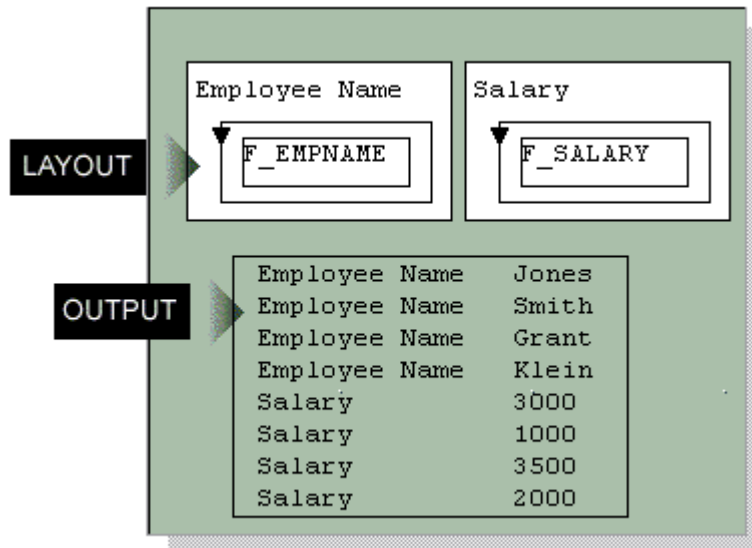 Employee Name Salary
LAYOUT
F_EMPNAME F_SALARY
OUTPUT
Employee Name Jones
Employee Name Smith
Employee Name Grant
Employee Name Klein
Salary 3000
Salary 1000
Salary 3500
Salary 2000